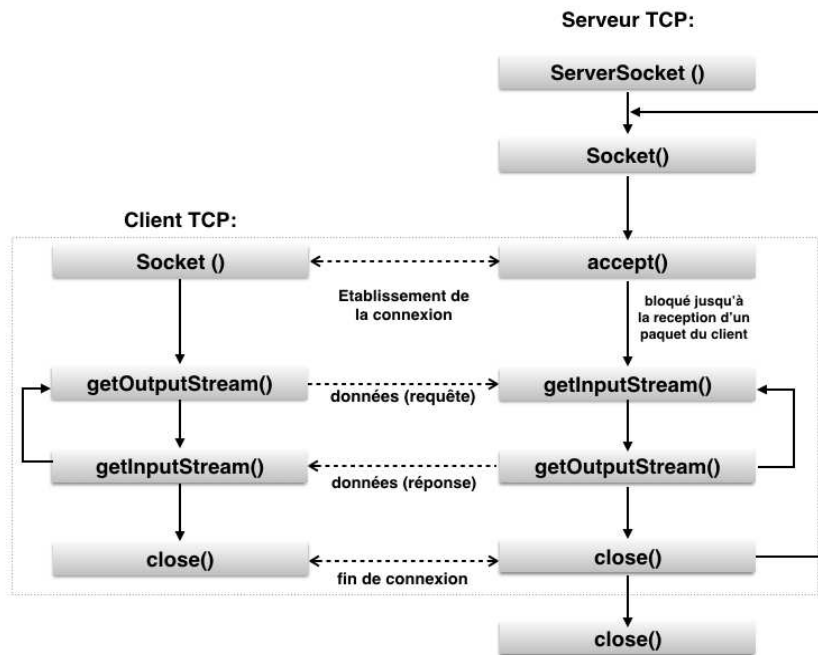 Serveur TCP:
ServerSocket ()
Socket()
Client TCP:
Socket ()
accept()
Etablissement de
la connexion
bloqué jusqu'à
la reception d'un
paquet du client
getOutputStream()
données (requête)
getInputStream()
getInputStream()
données (réponse)
getOutputStream()
close()
fin de connexion
close()
close()